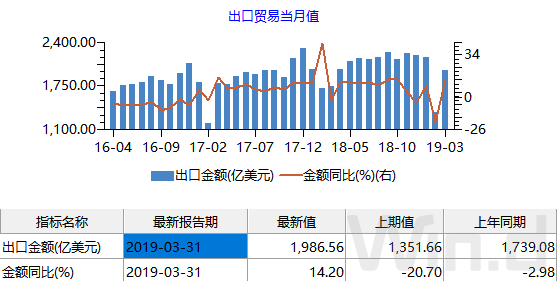 出口贸易当月值
2,400.00
1,750.00
1,100.00
34
0
-26
16-04 16-09 17-02 17-07 17-12 18-05 18-10 19-03
出口金额(亿美元) 金额同比(%)(右)
指标名称 最新报告期 最新值 上期值 上年同期
出口金额(亿美元) 2019-03-31 1,986.56 1,351.66 1,739.08
金额同比(%) 2019-03-31 14.20 -20.70 -2.98
Win.d